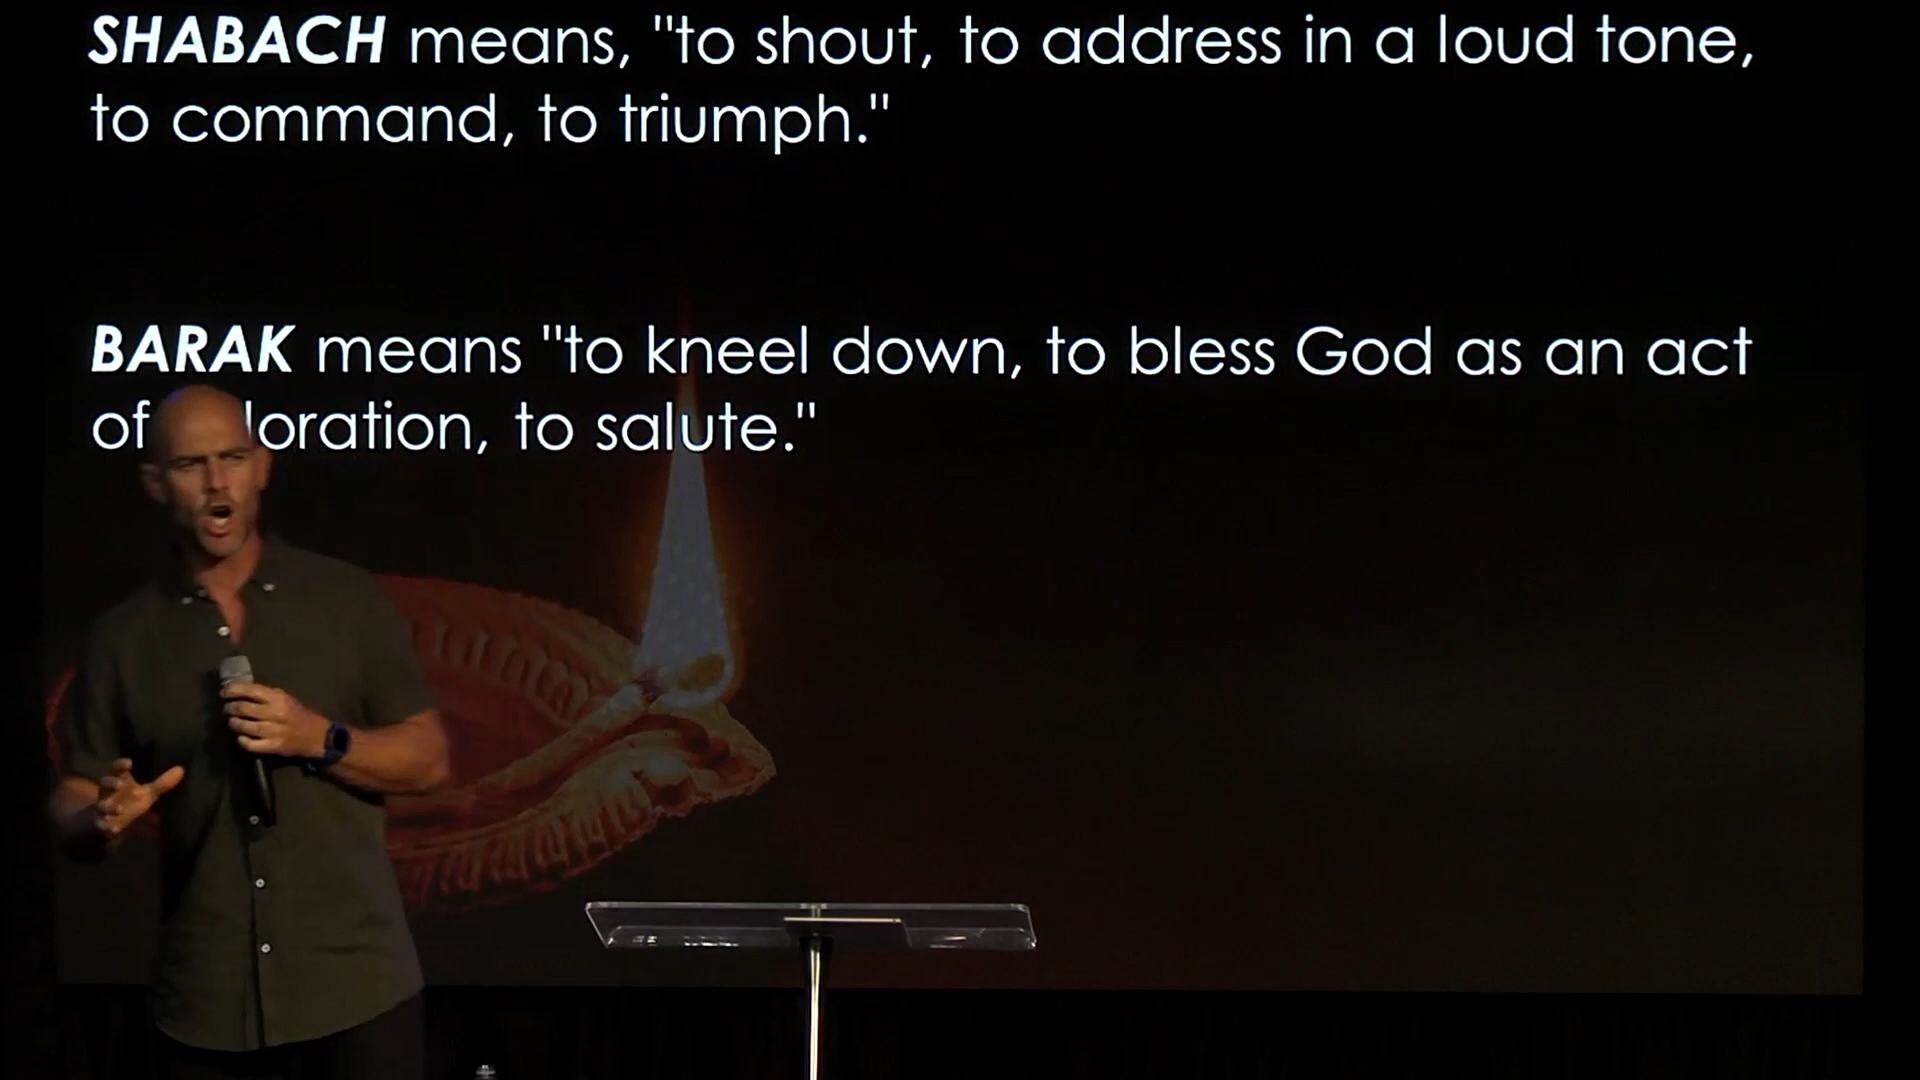 SHABACH means, "to shout, to address in a loud tone,
to command, to triumph."
BARAK means "to kneel down, to bless God as an act
of to salute."